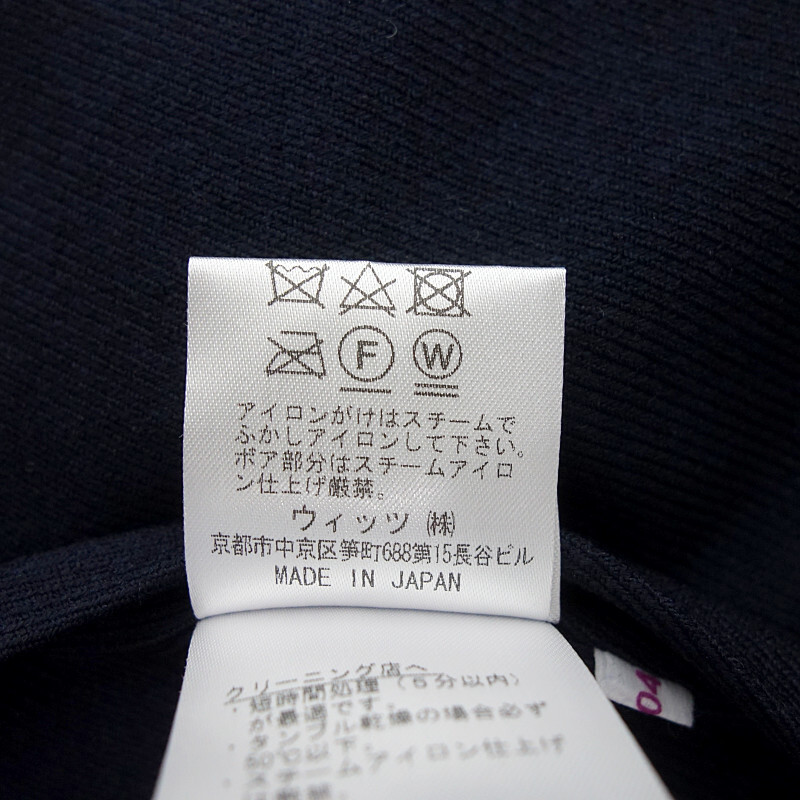 F W
アイロンがけはスチームで
ふかしアイロンして下さい。
ボア部分はスチームアイロ
ン仕上げ厳禁。
ウィッツ ㈱
京都市中京区笋町688第15長谷ビル
MADE IN JAPAN
クリーニング店へ
・短時間処理（5分以内）
が最適です。
・タンブル乾燥の場合必ず
60℃以下。
・スチームアイロン仕上げ
04